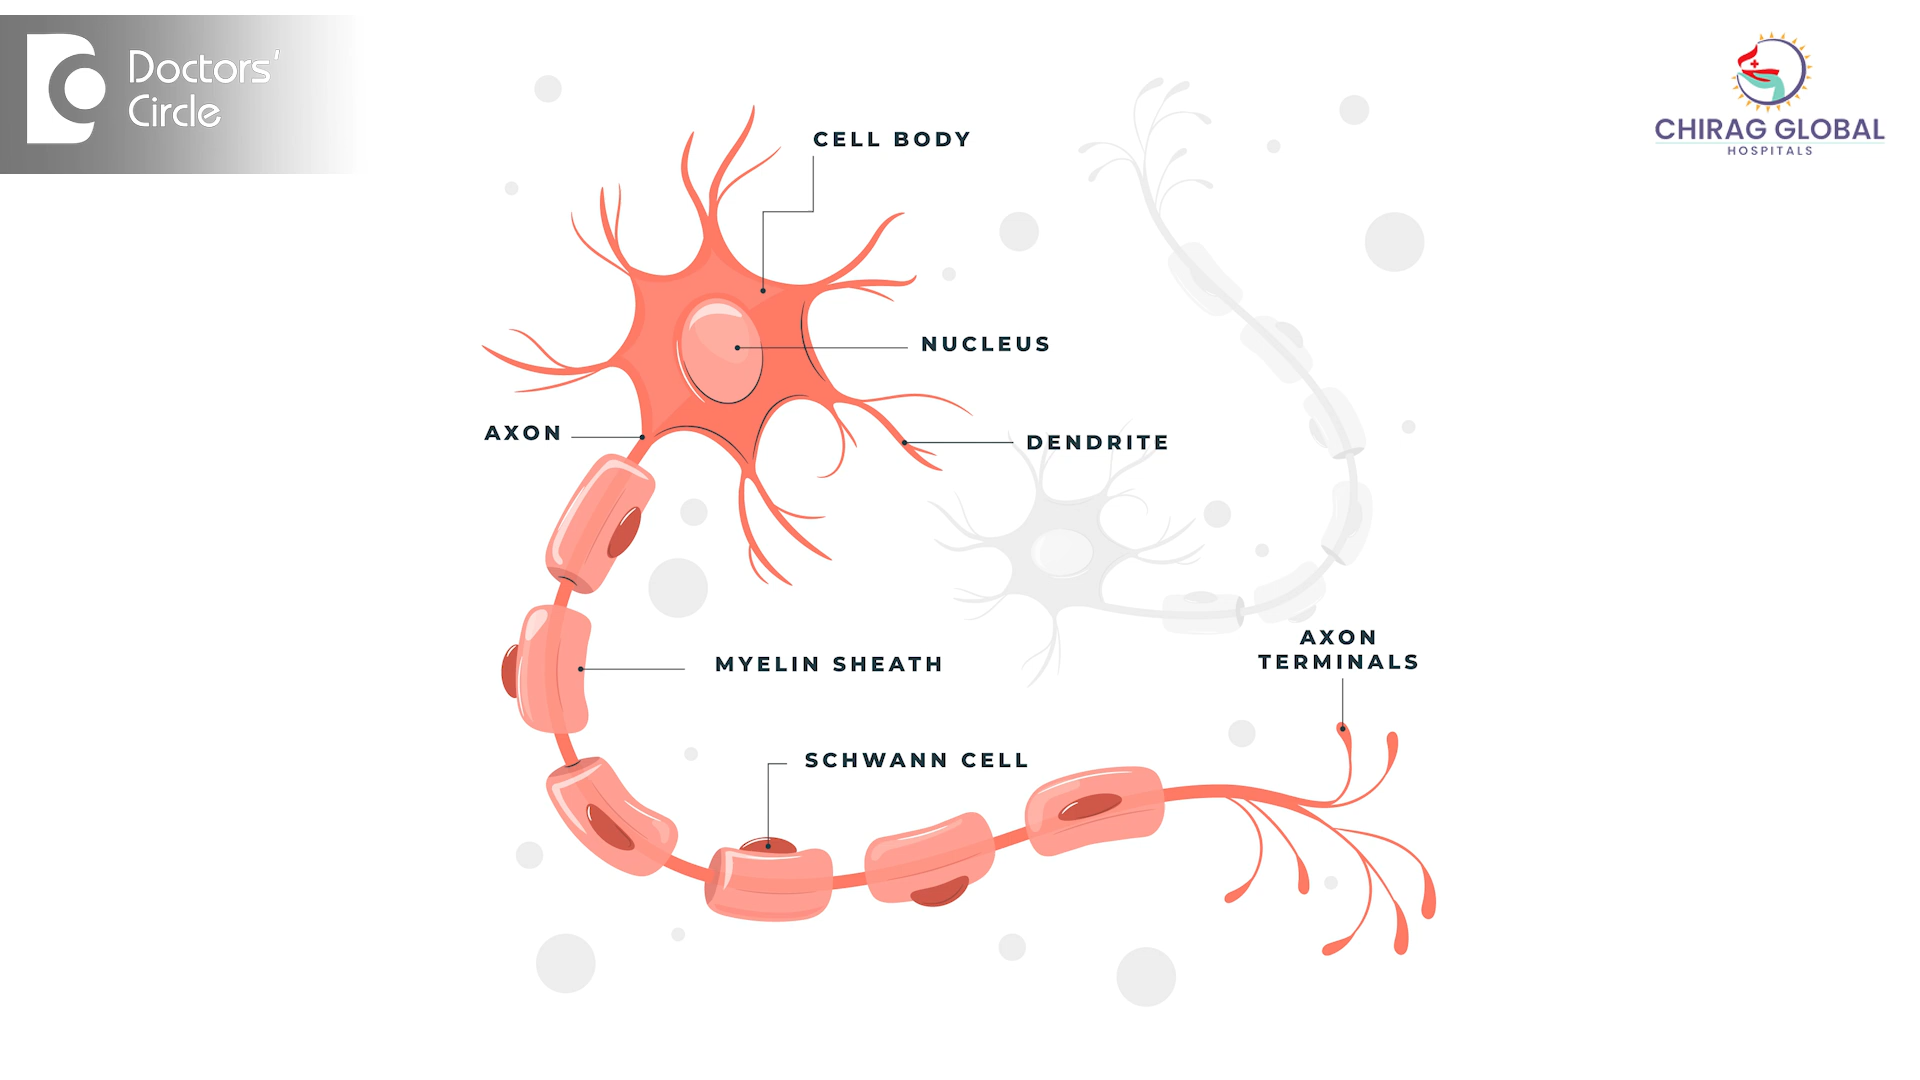 Doctors'
Circle
CHIRAG GLOBAL
HOSPITALS
CELL BODY
NUCLEUS
AXON
DENDRITE
AXON
TERMINALS
MYELIN SHEATH
SCHWANN CELL